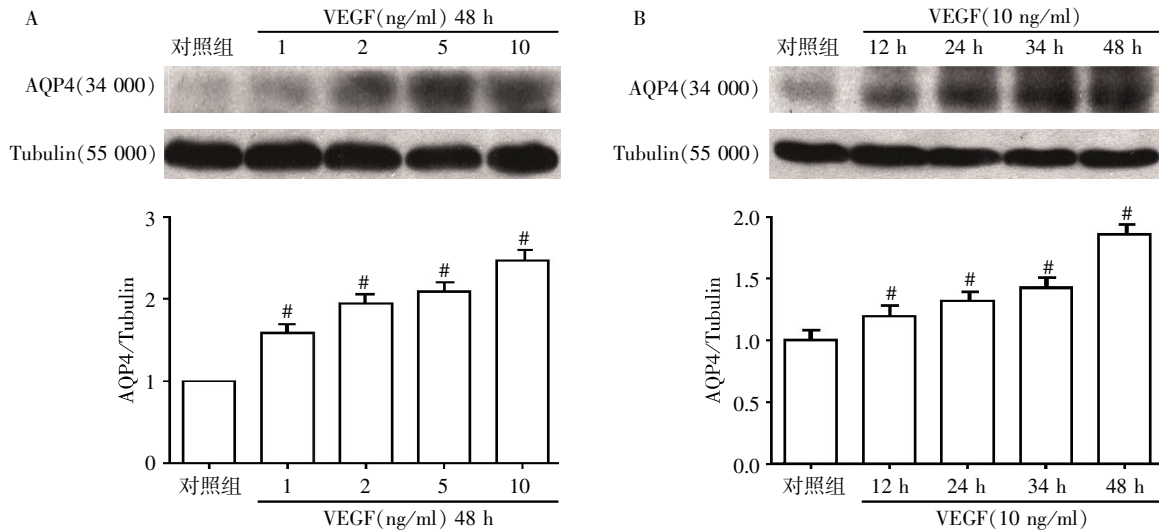 A
VEGF(ng/ml) 48 h
对照组 1 2 5 10
AQP4(34 000)
Tubulin(55 000)
3
2
1
0
AQP4/Tubulin
# # # #
对照组 1 2 5 10
VEGF(ng/ml) 48 h
B
VEGF(10 ng/ml)
对照组 12 h 24 h 34 h 48 h
AQP4(34 000)
Tubulin(55 000)
2.0
1.5
1.0
0.5
0.0
AQP4/Tubulin
# # # #
对照组 12 h 24 h 34 h 48 h
VEGF(10 ng/ml)